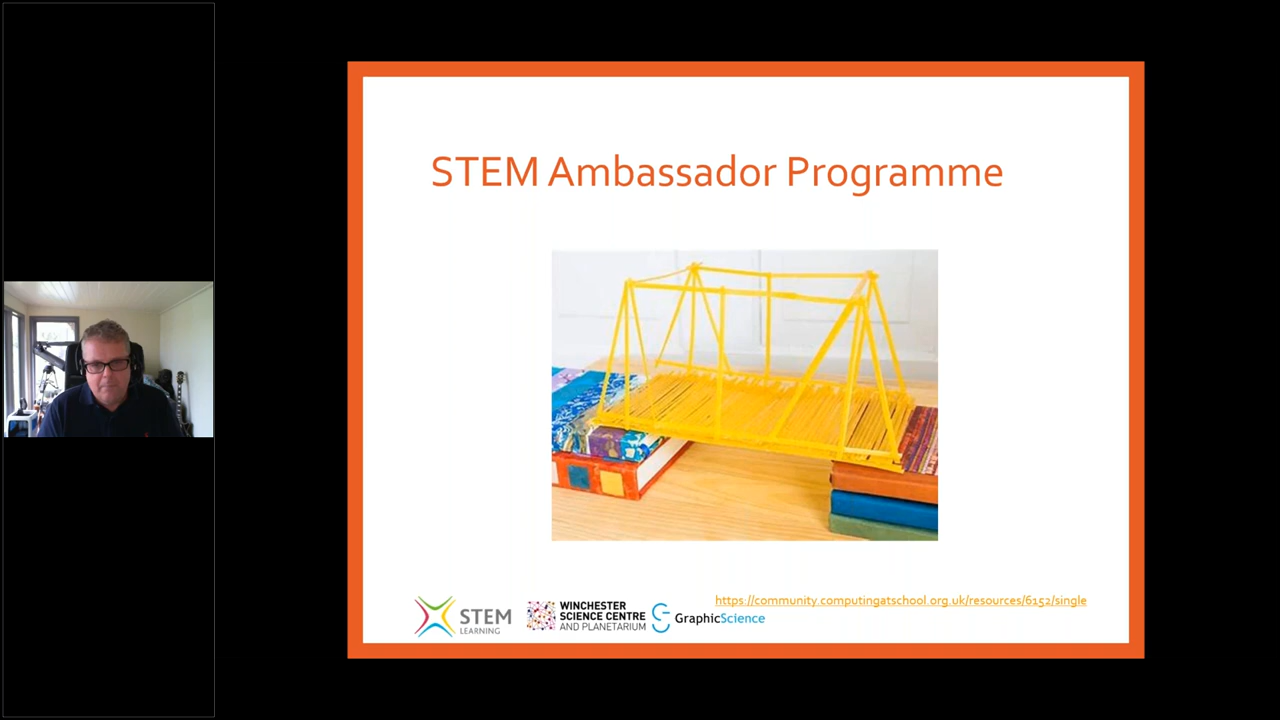 STEM Ambassador Programme
https://community.computingatschool.org.uk/resources/6152/single
STEM
LEARNING
WINCHESTER
SCIENCE CENTRE
AND PLANETARIUM
GraphicScience